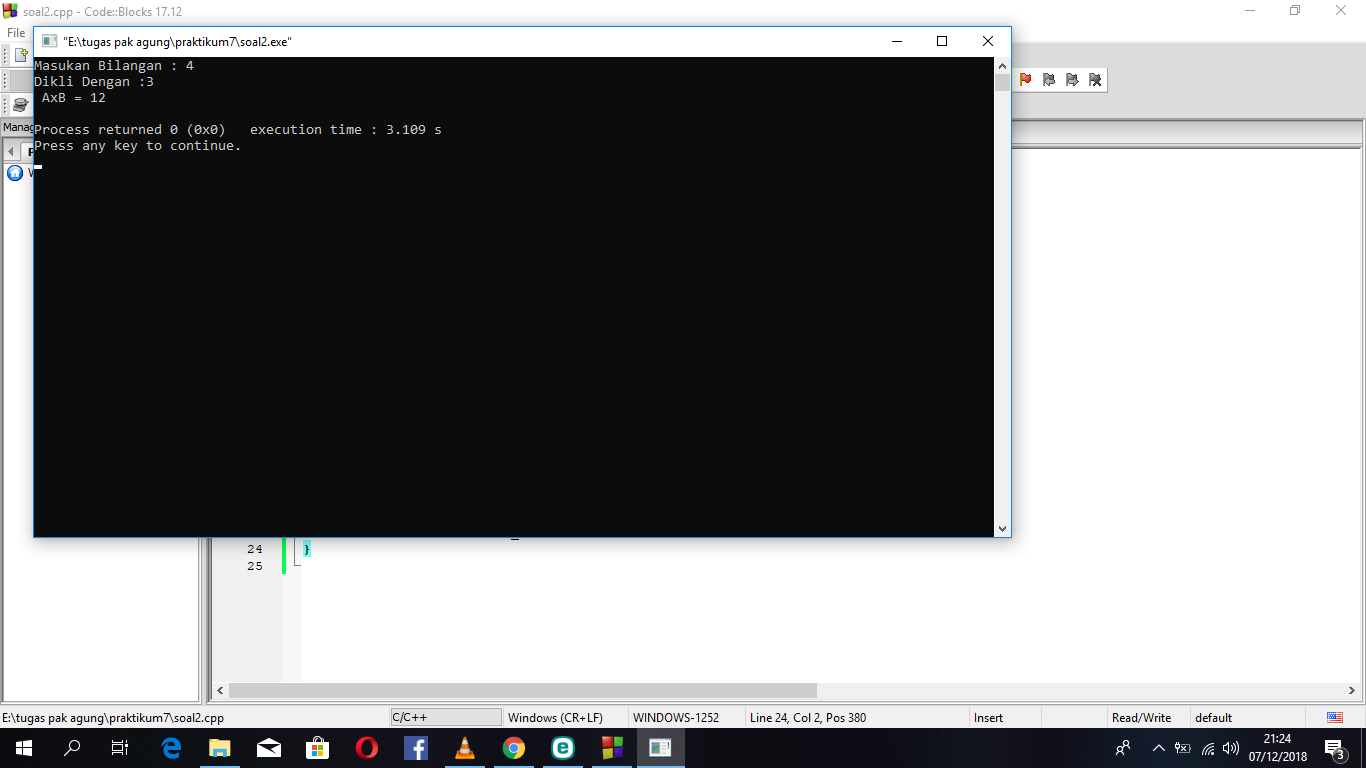 soal2.cpp - Code::Blocks 17.12
File
"E:\tugas pak agung\praktikum7\soal2.exe"
Masukan Bilangan : 4
Dikli Dengan :3
AxB = 12
Process returned 0 (0x0)   execution time : 3.109 s
Press any key to continue.
Manag
24 }
25
E:\tugas pak agung\praktikum7\soal2.cpp C/C++ Windows (CR+LF) WINDOWS-1252 Line 24, Col 2, Pos 380 Insert Read/Write default
21:24
07/12/2018
3